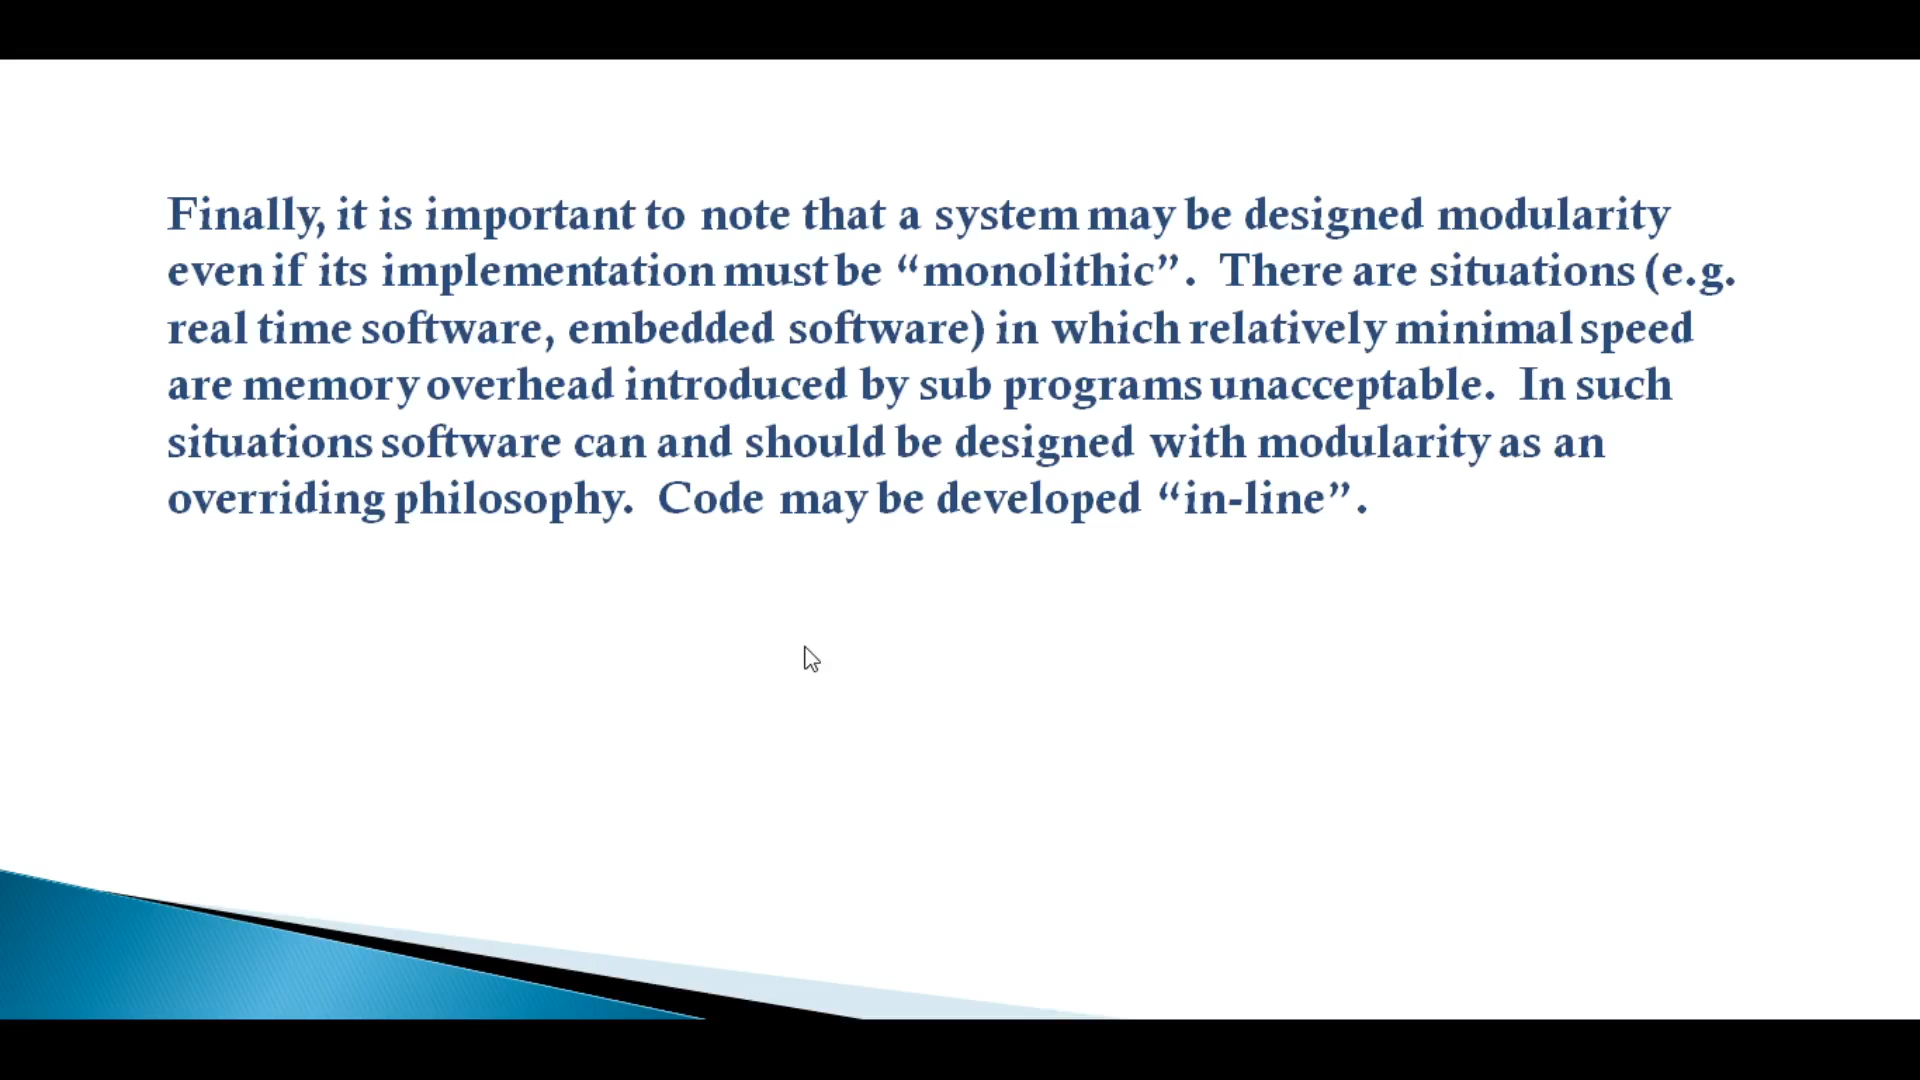 Finally, it is important to note that a system may be designed modularity
even if its implementation must be “monolithic”. There are situations (e.g.
real time software, embedded software) in which relatively minimal speed
are memory overhead introduced by sub programs unacceptable. In such
situations software can and should be designed with modularity as an
overriding philosophy. Code may be developed “in-line”.